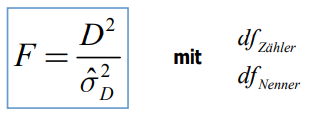 F = D² / σ̂²_D mit df_Zähler
df_Nenner